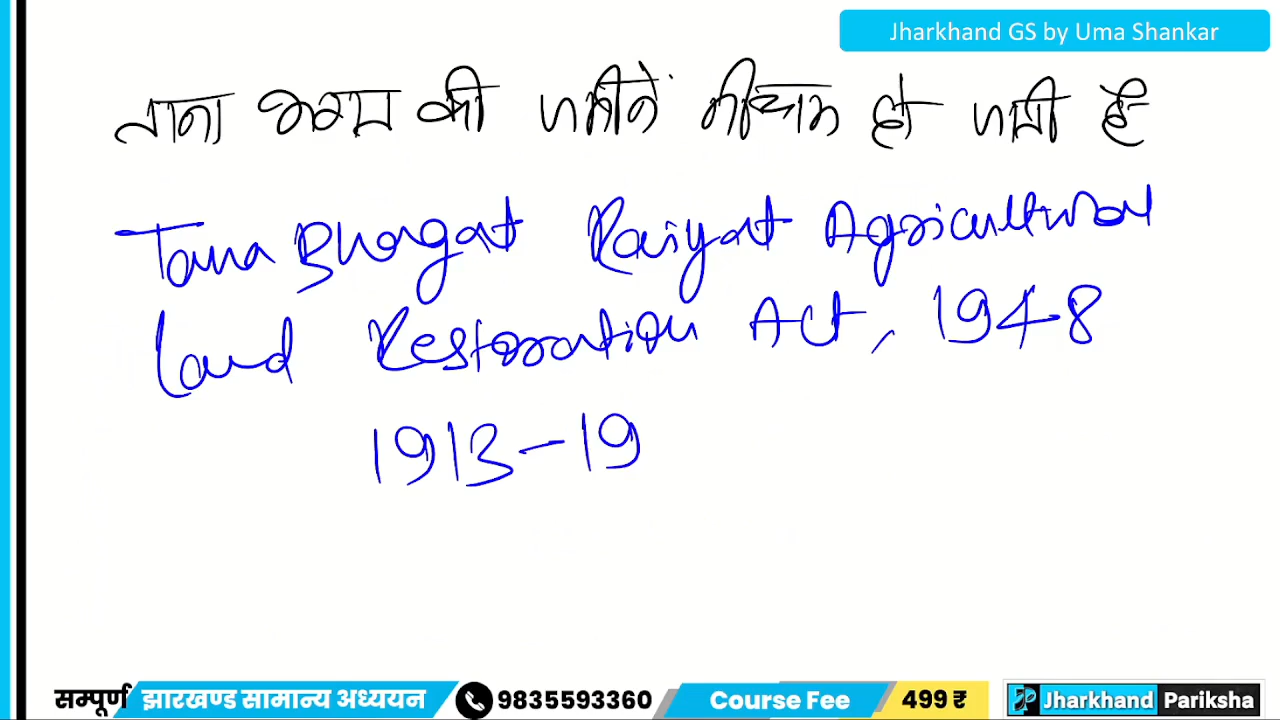 Jharkhand GS by Uma Shankar
ताना भगत की जमीने नीलाम हो गयी है
Tana Bhagat Raiyat Agricultural
Land Restoration Act, 1948
1913-19
सम्पूर्ण झारखण्ड सामान्य अध्ययन 9835593360 Course Fee 499 ₹ JP Jharkhand Pariksha